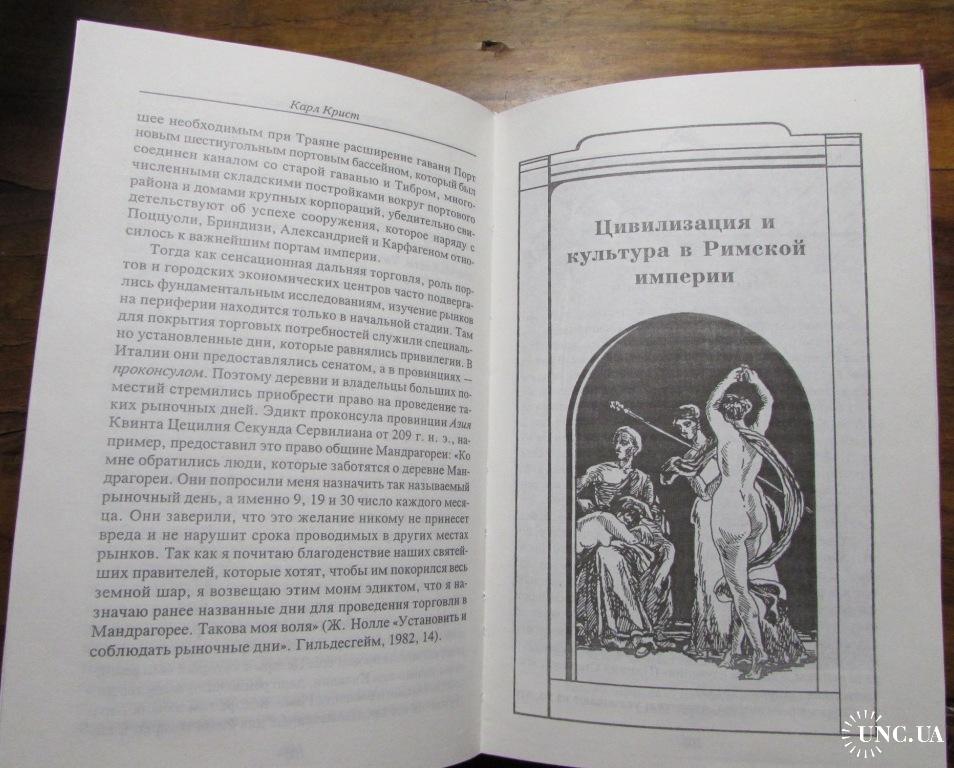 Карл Крист
шее необходимым при Траяне расширение гавани Порт
новым шестиугольным портовым бассейном, который был
соединен каналом со старой гаванью и Тибром, много-
численными складскими постройками вокруг портового
района и домами крупных корпораций, убедительно сви-
детельствуют об успехе сооружения, которое наряду с
Поццуоли, Бриндизи, Александрией и Карфагеном отно-
силось к важнейшим портам империи.
Тогда как сенсационная дальняя торговля, роль пор-
тов и городских экономических центров часто подверга-
лись фундаментальным исследованиям, изучение рынков
на периферии находится только в начальной стадии. Там
для покрытия торговых потребностей служили специаль-
но установленные дни, которые равнялись привилегии. В
Италии они предоставлялись сенатом, а в провинциях –
проконсулом. Поэтому деревни и владельцы больших по-
местий стремились приобрести право на проведение та-
ких рыночных дней. Эдикт проконсула провинции Азия
Квинта Цецилия Секунда Сервилиана от 209 г. н. э., на-
пример, предоставил это право общине Мандрагореи: «Ко
мне обратились люди, которые заботятся о деревне Ман-
драгореи. Они попросили меня назначить так называемый
рыночный день, а именно 9, 19 и 30 число каждого меся-
ца. Они заверили, что это желание никому не принесет
вреда и не нарушит срока проводимых в других местах
рынков. Так как я почитаю благоденствие наших святей-
ших правителей, которые хотят, чтобы им покорился весь
земной шар, я возвещаю этим моим эдиктом, что я на-
значаю ранее названные дни для проведения торговли в
Мандрагорее. Такова моя воля» (Ж. Нолле «Установить и
соблюдать рыночные дни». Гильдесгейм, 1982, 14).
Цивилизация и
культура в Римской
империи
UNC.UA